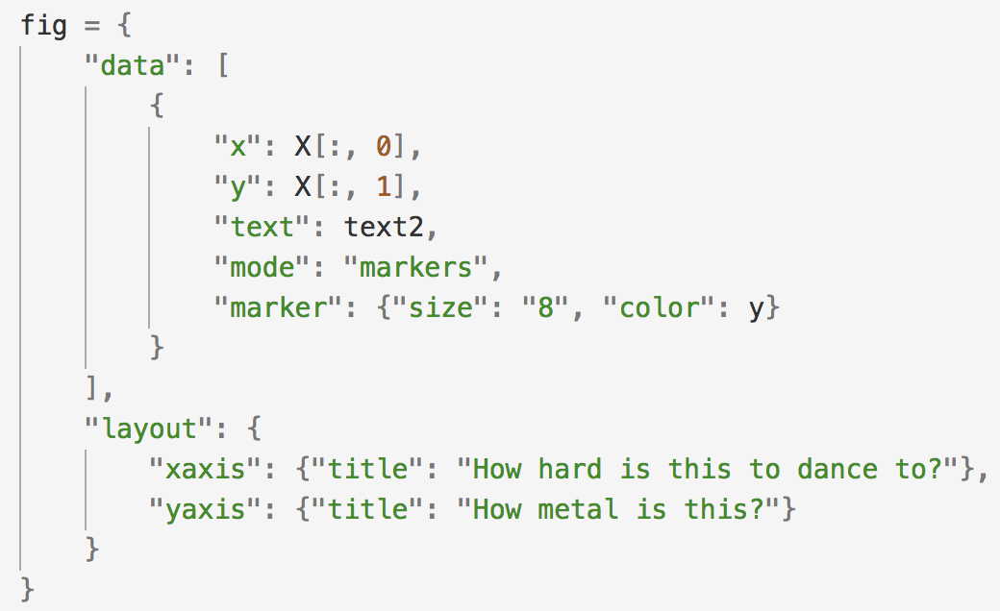 fig = {
    "data": [
        {
            "x": X[:, 0],
            "y": X[:, 1],
            "text": text2,
            "mode": "markers",
            "marker": {"size": "8", "color": y}
        }
    ],
    "layout": {
        "xaxis": {"title": "How hard is this to dance to?"},
        "yaxis": {"title": "How metal is this?"}
    }
}